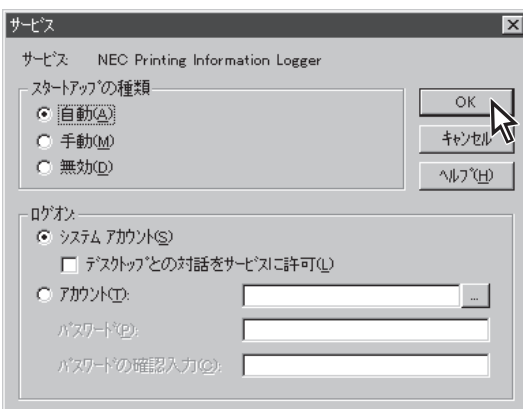 サービス
サービス: NEC Printing Information Logger
スタートアップの種類
自動(A)
手動(M)
無効(D)
OK
キャンセル
ヘルプ(H)
ログオン:
システム アカウント(S)
デスクトップとの対話をサービスに許可(L)
アカウント(T):
...
パスワード(P):
パスワードの確認入力(C):